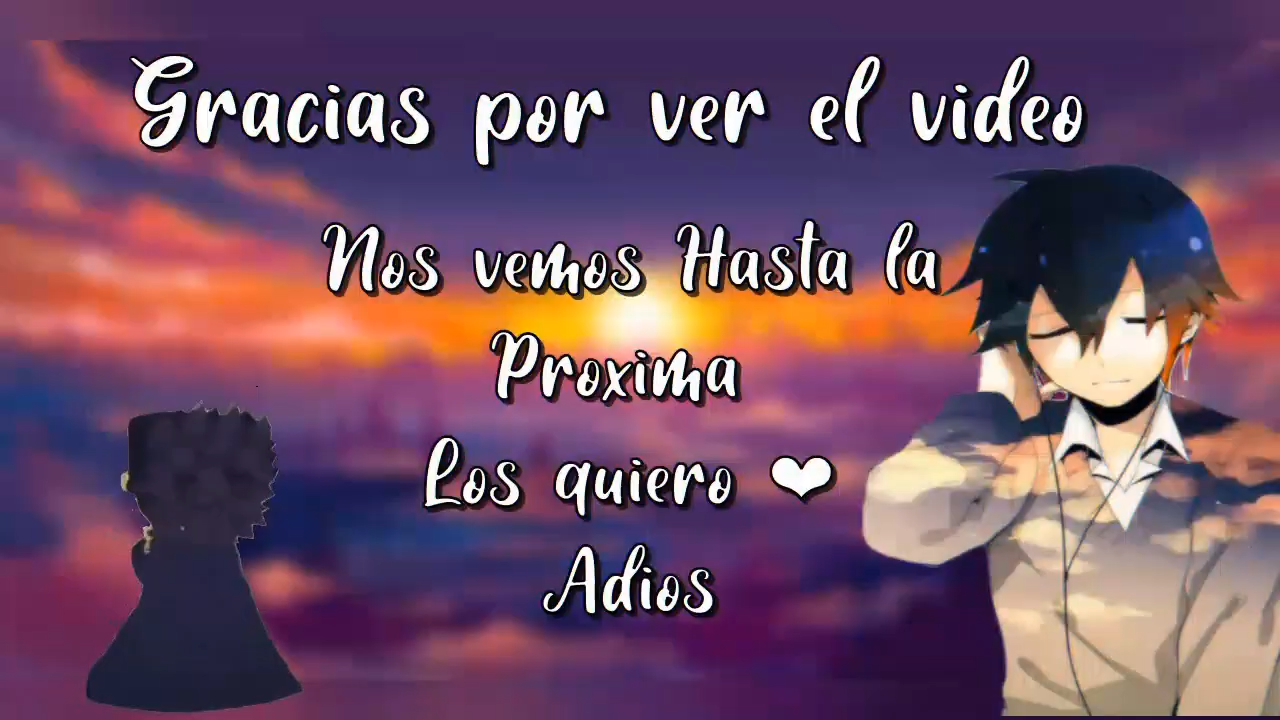 Gracias por ver el video
Nos vemos Hasta la
Proxima
Los quiero ❤
Adios